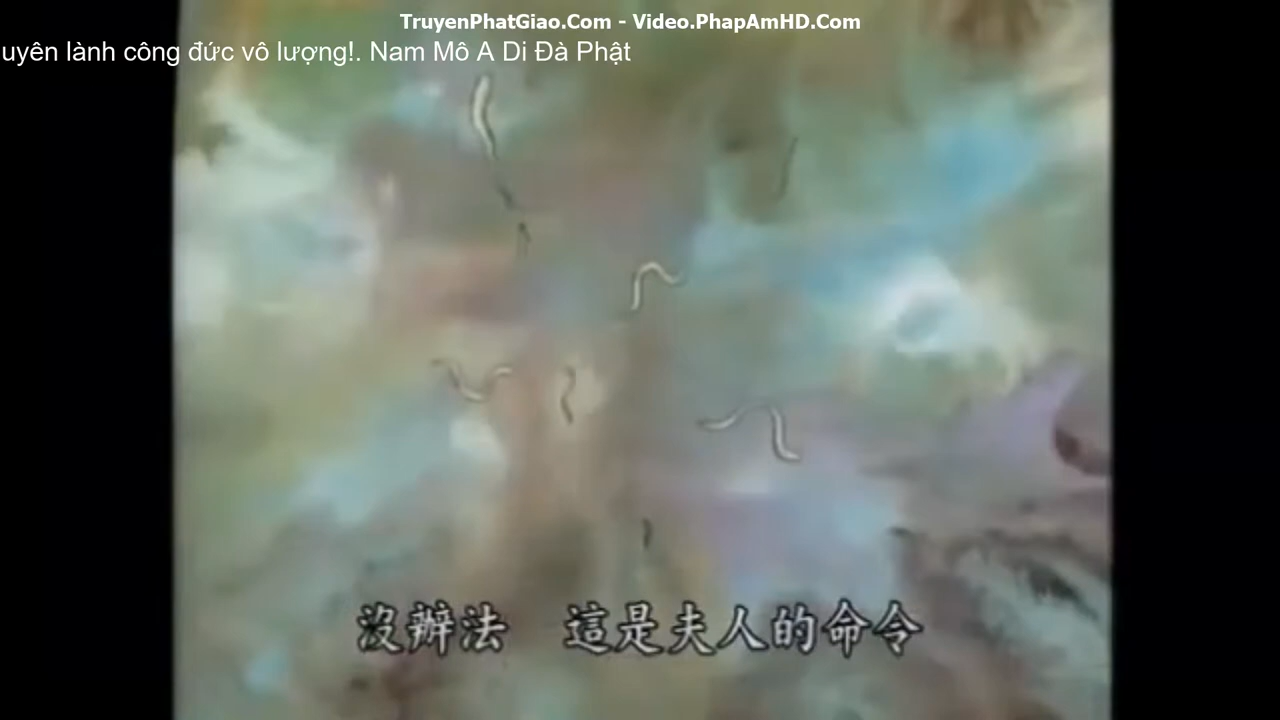 TruyenPhatGiao.Com - Video.PhapAmHD.Com
uyên lành công đức vô lượng!. Nam Mô A Di Đà Phật
沒辦法 這是夫人的命令